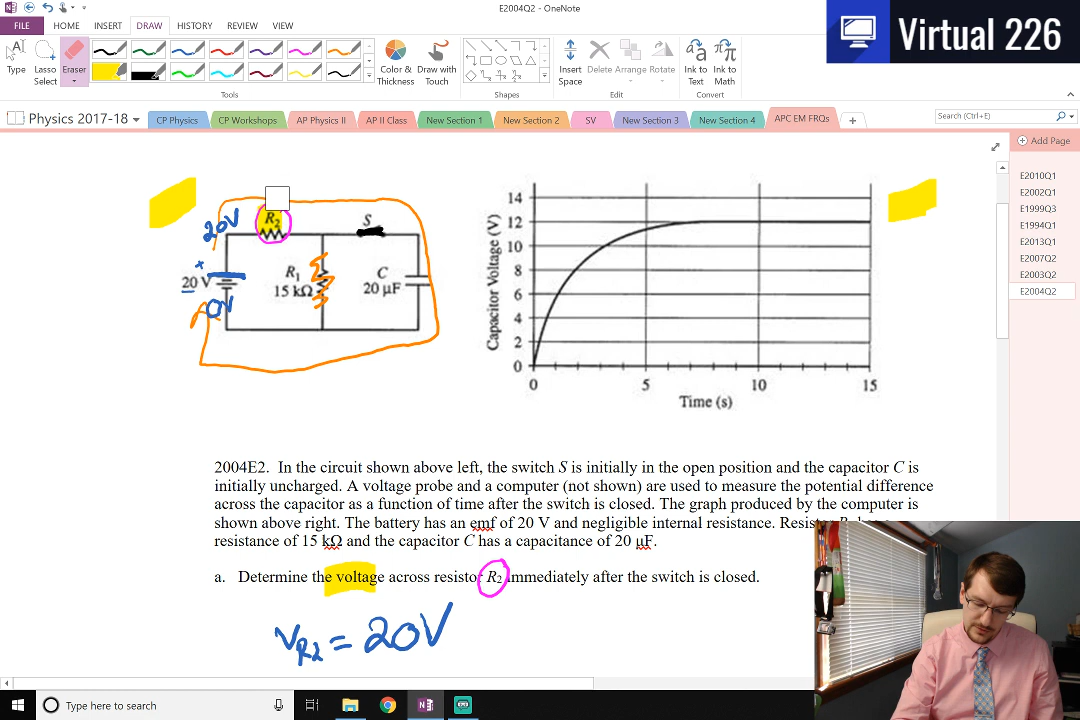 E2004Q2 - OneNote
Virtual 226
FILE HOME INSERT DRAW HISTORY REVIEW VIEW
Type
Lasso Select
Eraser
Color & Thickness
Draw with Touch
Insert Space
Delete Arrange Rotate
Ink to Text
Ink to Math
Tools Shapes Edit Convert
Physics 2017-18
CP Physics CP Workshops AP Physics II AP II Class New Section 1 New Section 2 SV New Section 3 New Section 4 APC EM FRQs
Search (Ctrl+E)
Add Page
E2010Q1
E2002Q1
E1999Q3
E1994Q1
E2013Q1
E2007Q2
E2003Q2
E2004Q2
20V
R₂
S
+
20 V
R₁
15 kΩ
C
20 μF
0V
Capacitor Voltage (V)
14
12
10
8
6
4
2
0
0 5 10 15
Time (s)
2004E2. In the circuit shown above left, the switch S is initially in the open position and the capacitor C is
initially uncharged. A voltage probe and a computer (not shown) are used to measure the potential difference
across the capacitor as a function of time after the switch is closed. The graph produced by the computer is
shown above right. The battery has an emf of 20 V and negligible internal resistance.
resistance of 15 kΩ and the capacitor C has a capacitance of 20 μF.
a. Determine the voltage across resistor R₂ immediately after the switch is closed.
V_R2 = 20V
Type here to search